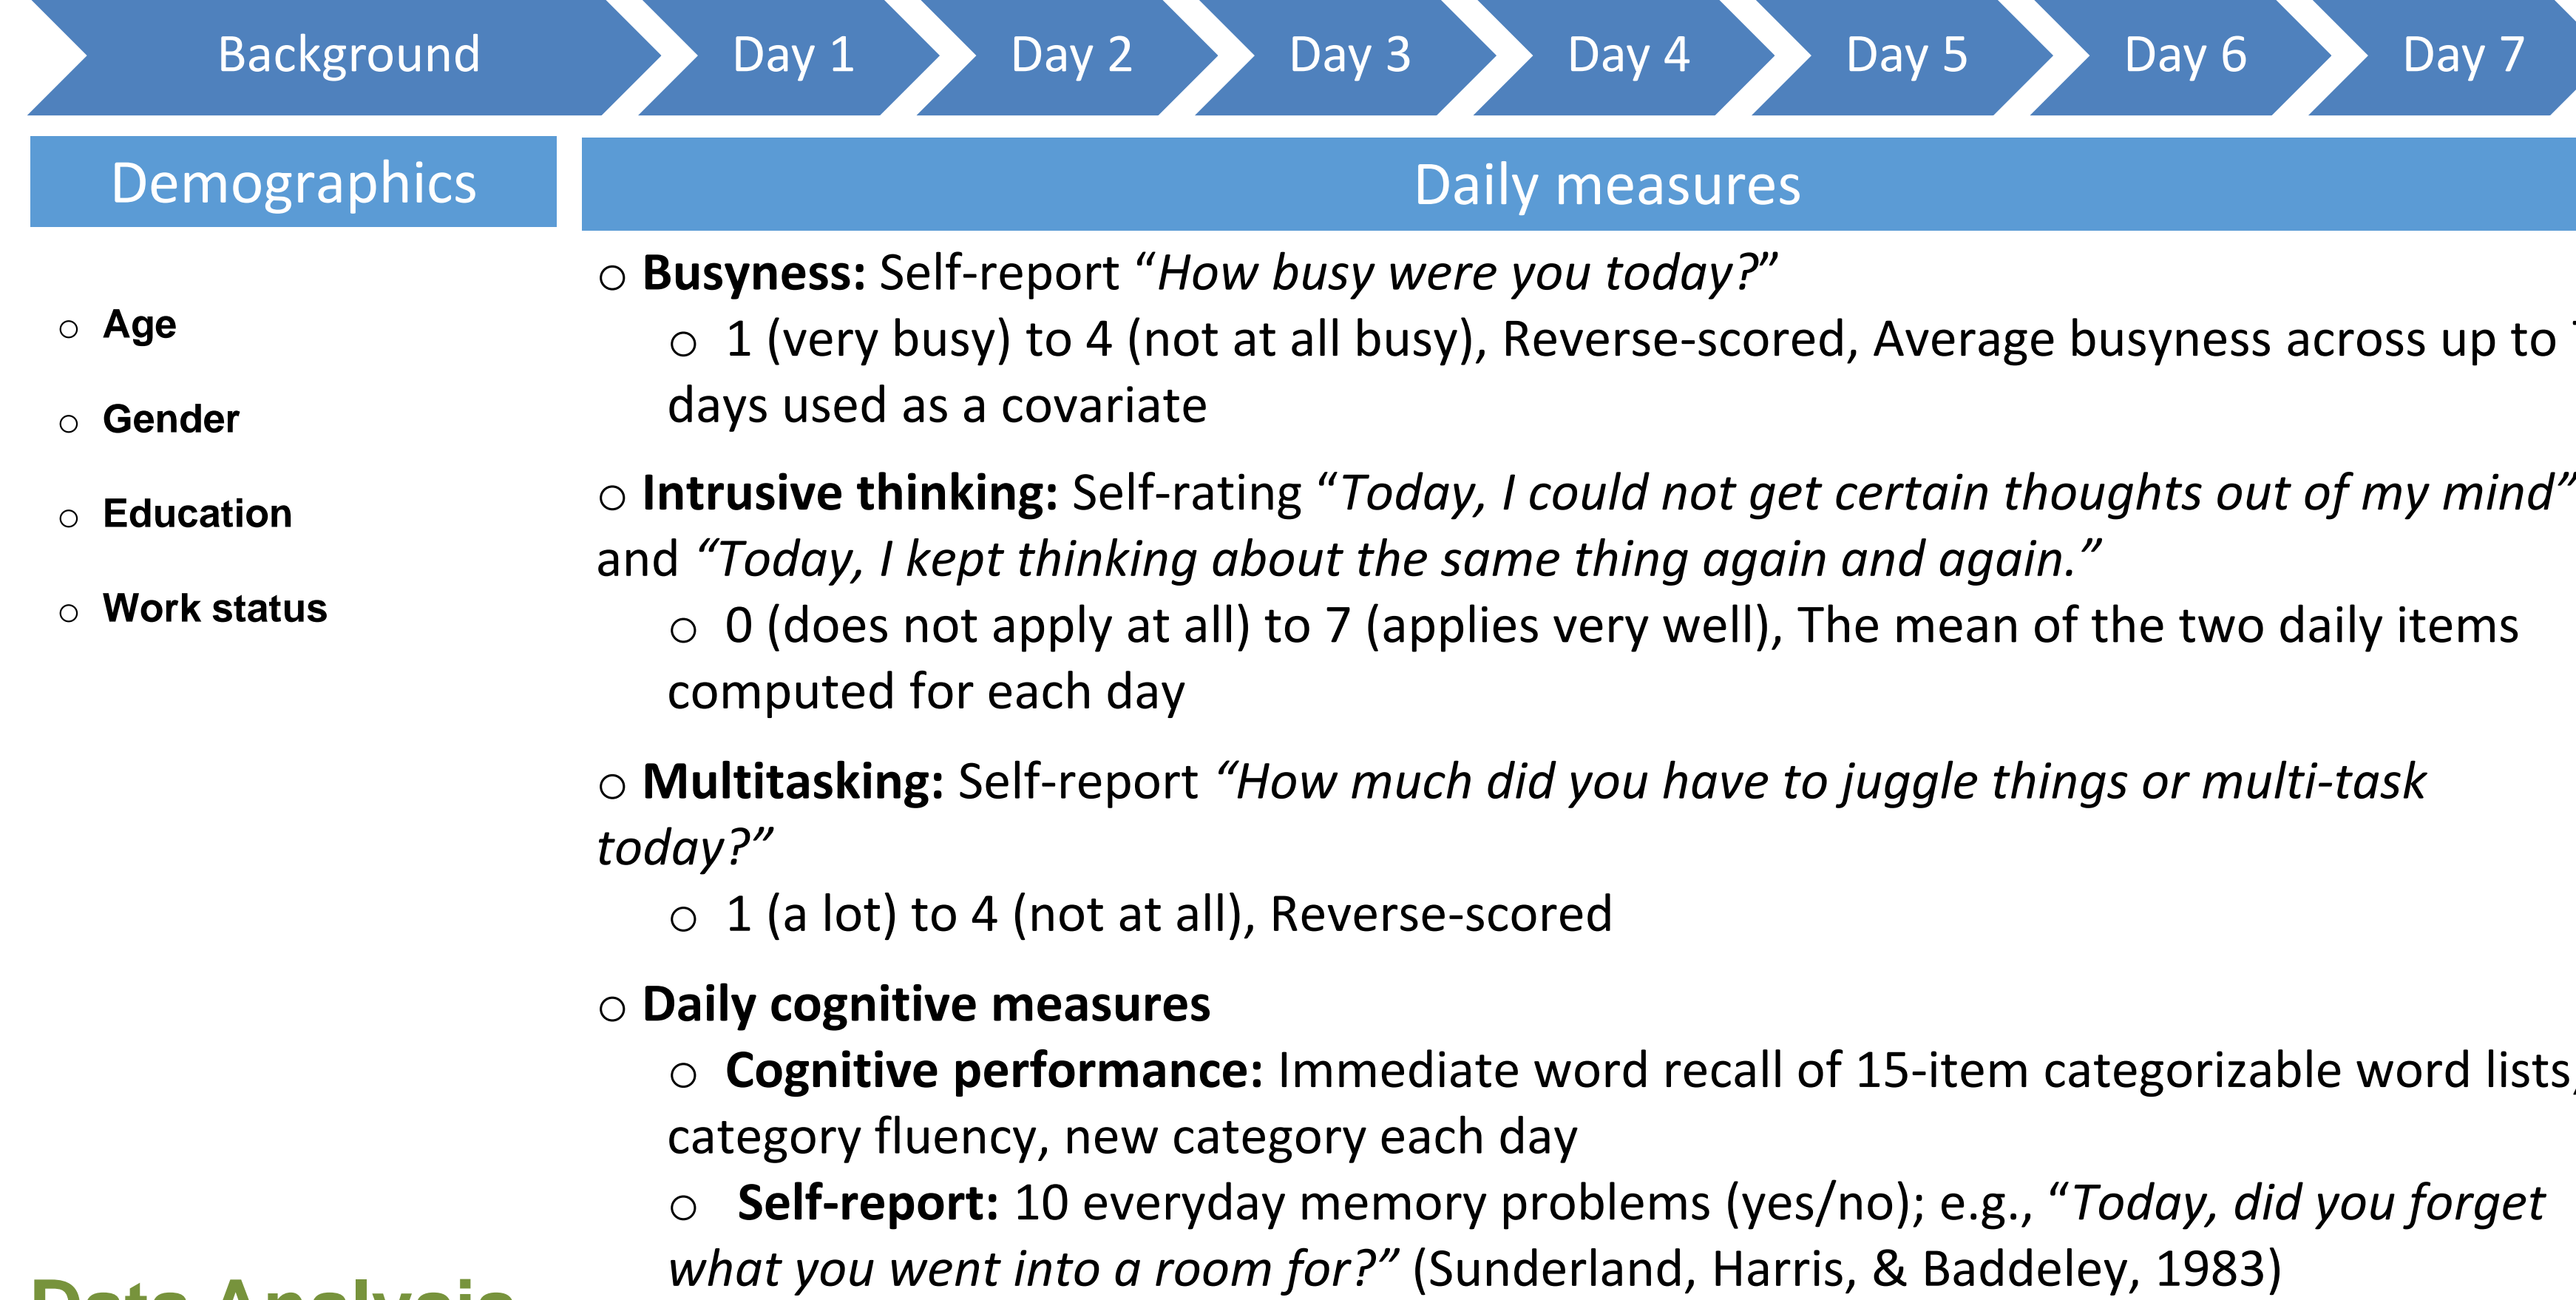 Background
Day 1
Day 2
Day 3
Day 4
Day 5
Day 6
Day 7
Demographics
○ Age
○ Gender
○ Education
○ Work status
Daily measures
○ Busyness: Self-report “How busy were you today?”
○ 1 (very busy) to 4 (not at all busy), Reverse-scored, Average busyness across up to
days used as a covariate
○ Intrusive thinking: Self-rating “Today, I could not get certain thoughts out of my mind”
and “Today, I kept thinking about the same thing again and again.”
○ 0 (does not apply at all) to 7 (applies very well), The mean of the two daily items
computed for each day
○ Multitasking: Self-report “How much did you have to juggle things or multi-task
today?”
○ 1 (a lot) to 4 (not at all), Reverse-scored
○ Daily cognitive measures
○ Cognitive performance: Immediate word recall of 15-item categorizable word lists,
category fluency, new category each day
○ Self-report: 10 everyday memory problems (yes/no); e.g., “Today, did you forget
what you went into a room for?” (Sunderland, Harris, & Baddeley, 1983)
Data Analysis